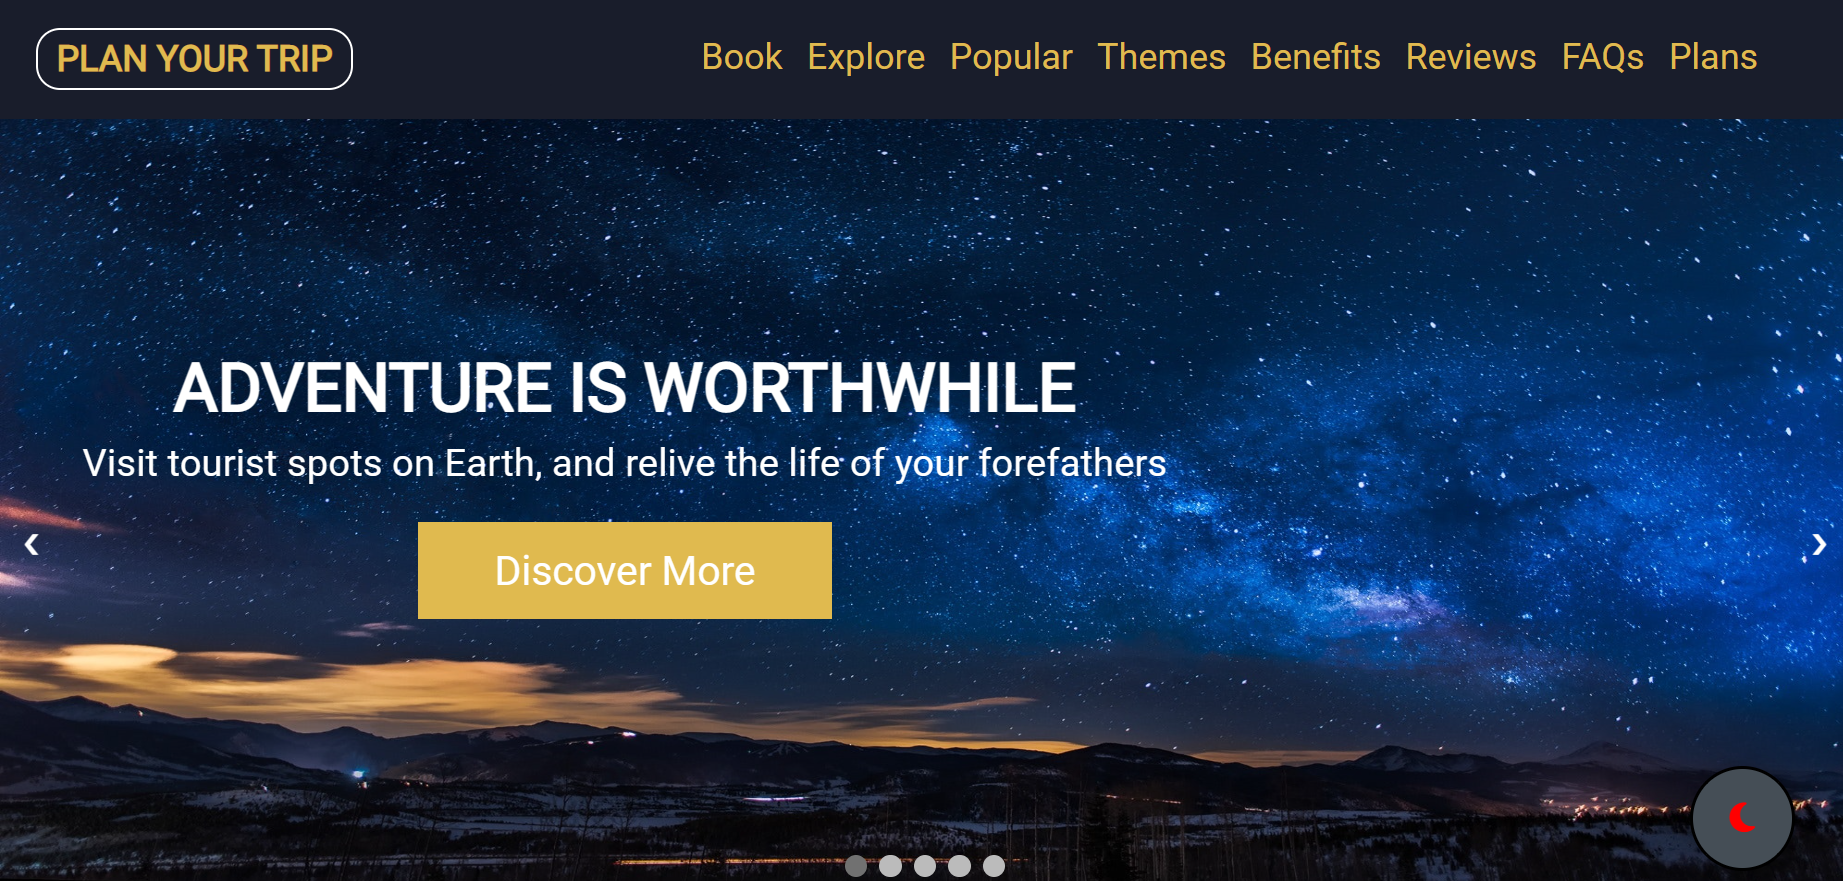 PLAN YOUR TRIP
Book Explore Popular Themes Benefits Reviews FAQs Plans
ADVENTURE IS WORTHWHILE
Visit tourist spots on Earth, and relive the life of your forefathers
Discover More